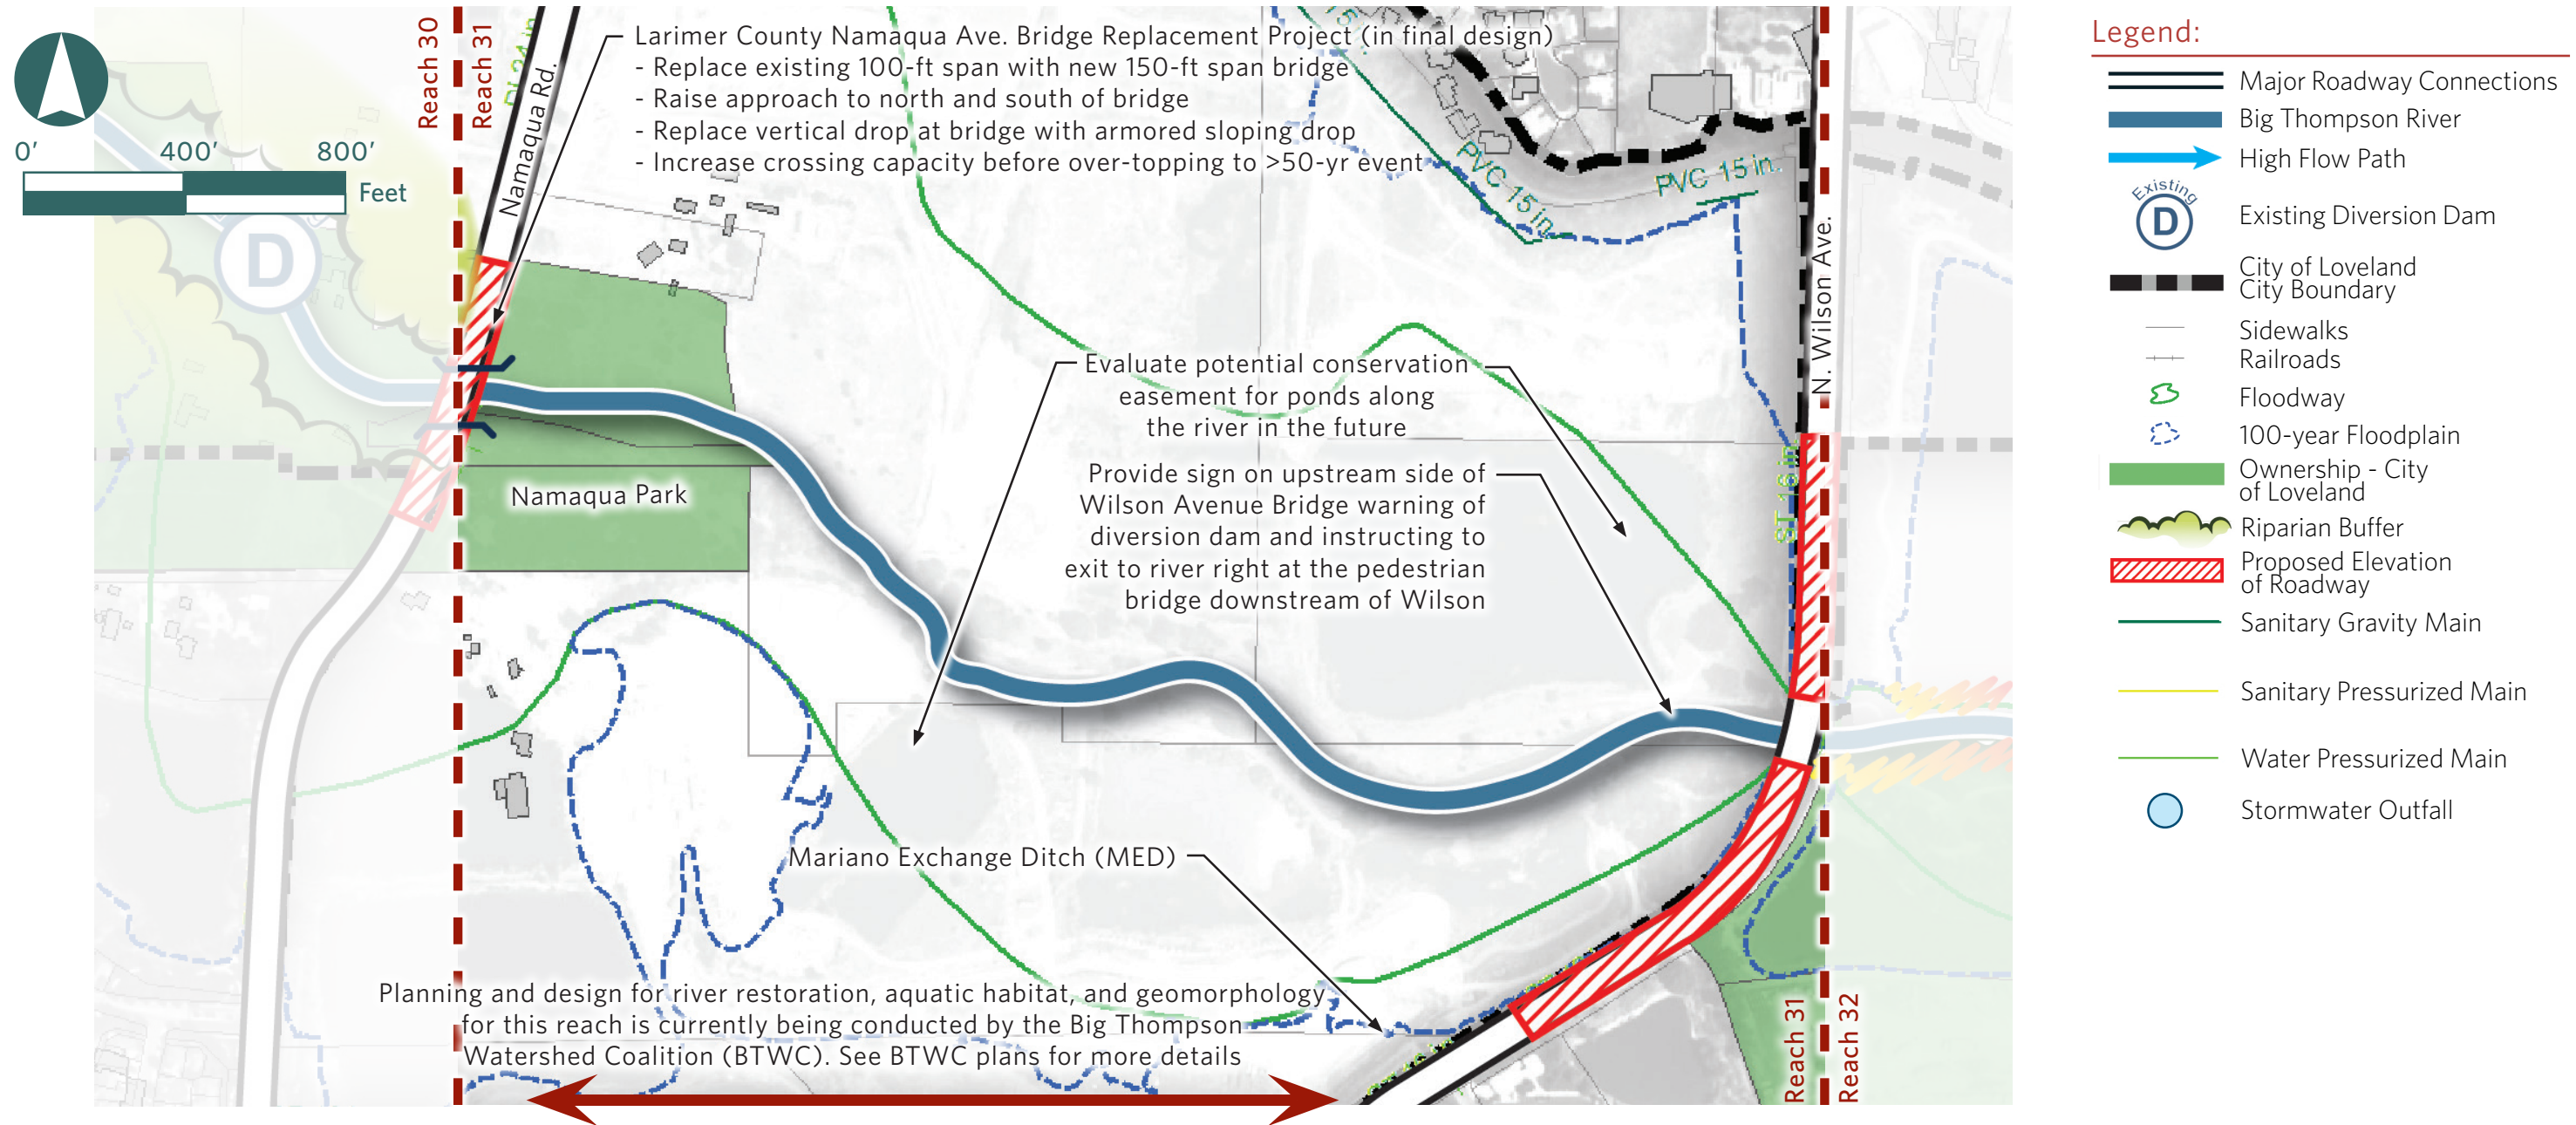 Reach 30
Reach 31
Namaqua Rd.
0' 400' 800'
Feet
D
Larimer County Namaqua Ave. Bridge Replacement Project (in final design)
- Replace existing 100-ft span with new 150-ft span bridge
- Raise approach to north and south of bridge
- Replace vertical drop at bridge with armored sloping drop
- Increase crossing capacity before over-topping to >50-yr event
PVC 15 in.
PVC 15 in.
N. Wilson Ave.
Evaluate potential conservation
easement for ponds along
the river in the future
Provide sign on upstream side of
Wilson Avenue Bridge warning of
diversion dam and instructing to
exit to river right at the pedestrian
bridge downstream of Wilson
Namaqua Park
Mariano Exchange Ditch (MED)
Planning and design for river restoration, aquatic habitat, and geomorphology
for this reach is currently being conducted by the Big Thompson
Watershed Coalition (BTWC). See BTWC plans for more details
Reach 31
Reach 32
Legend:
Major Roadway Connections
Big Thompson River
High Flow Path
Existing
D
Existing Diversion Dam
City of Loveland
City Boundary
Sidewalks
Railroads
Floodway
100-year Floodplain
Ownership - City
of Loveland
Riparian Buffer
Proposed Elevation
of Roadway
Sanitary Gravity Main
Sanitary Pressurized Main
Water Pressurized Main
Stormwater Outfall